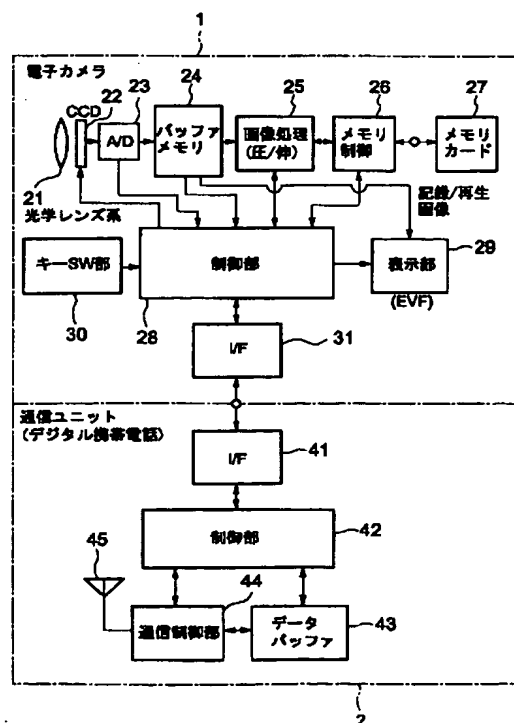 1
電子カメラ
CCD
22
23
24
25
26
27
A/D
バッファ
メモリ
画像処理
(圧/伸)
メモリ
制御
メモリ
カード
21
光学レンズ系
記録/再生
画像
キーSW部
制御部
表示部
29
(EVF)
30
28
I/F
31
通信ユニット
(デジタル携帯電話)
I/F
41
制御部
42
45
44
通信制御部
データ
バッファ
43
2